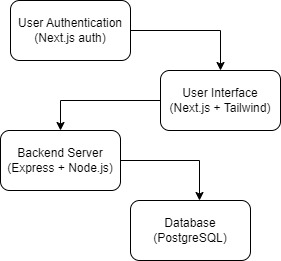 User Authentication
(Next.js auth)
User Interface
(Next.js + Tailwind)
Backend Server
(Express + Node.js)
Database
(PostgreSQL)